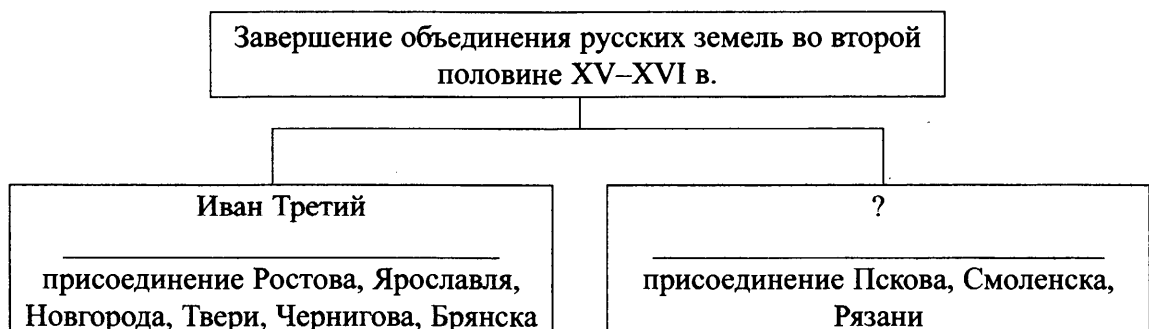 Завершение объединения русских земель во второй
половине XV–XVI в.
Иван Третий
присоединение Ростова, Ярославля,
Новгорода, Твери, Чернигова, Брянска
?
присоединение Пскова, Смоленска,
Рязани